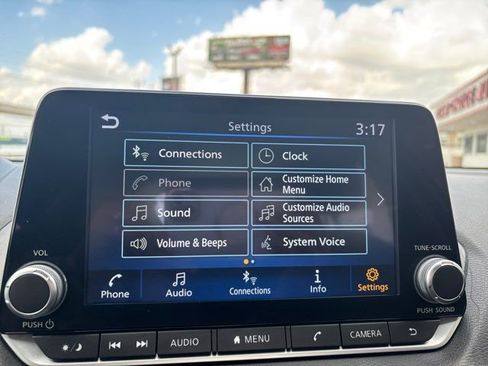 Settings
3:17
Connections
Clock
Phone
Customize Home
Menu
Sound
Customize Audio
Sources
Volume & Beeps
System Voice
VOL
TUNE·SCROLL
Phone
Audio
Connections
Info
Settings
PUSH
PUSH SOUND
AUDIO
MENU
CAMERA